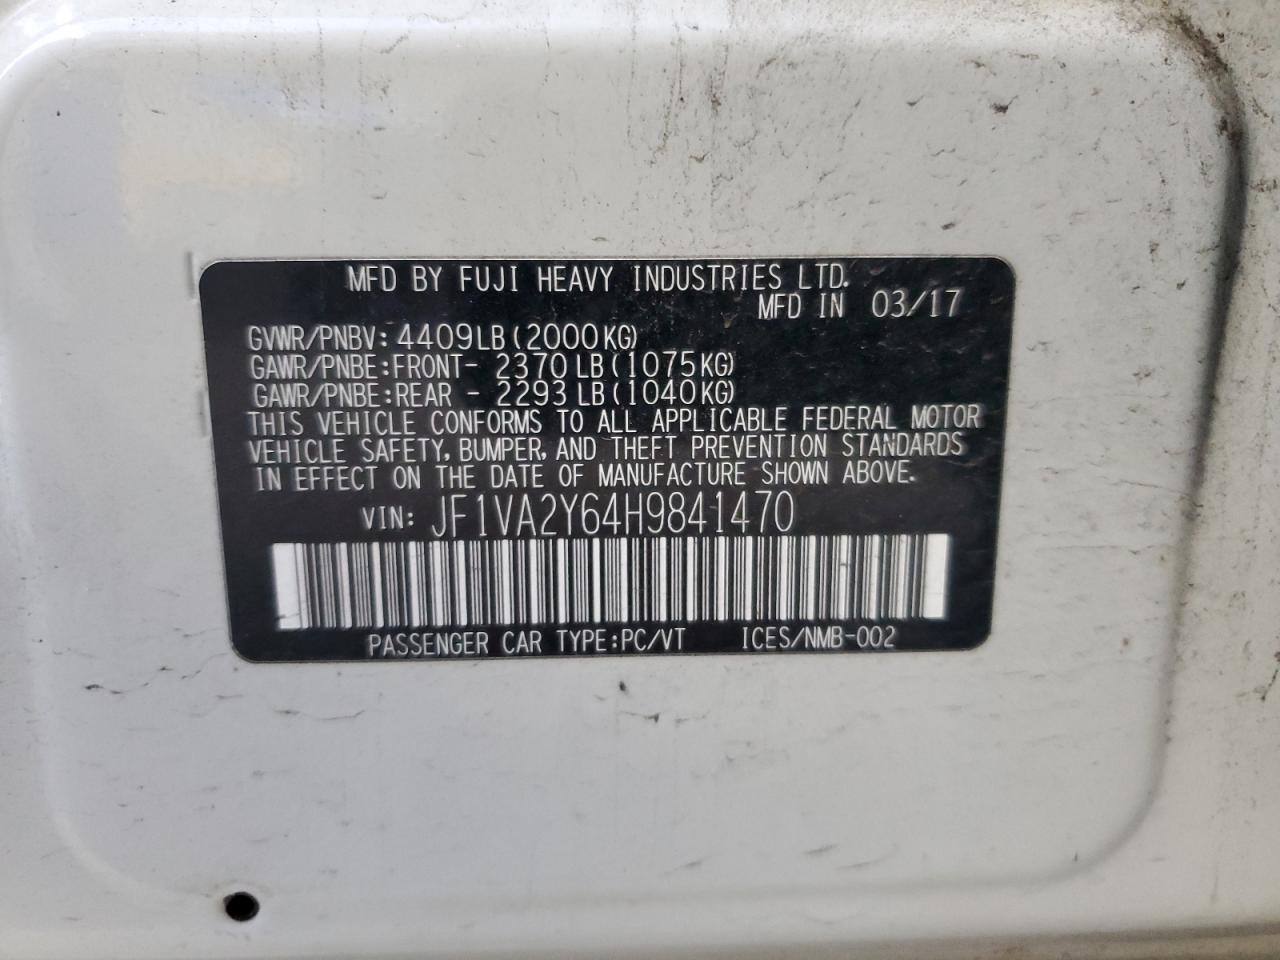 MFD BY FUJI HEAVY INDUSTRIES LTD.
MFD IN 03/17
GVWR/PNBV: 4409LB(2000KG)
GAWR/PNBE:FRONT- 2370LB(1075KG)
GAWR/PNBE:REAR - 2293LB(1040KG)
THIS VEHICLE CONFORMS TO ALL APPLICABLE FEDERAL MOTOR
VEHICLE SAFETY, BUMPER, AND THEFT PREVENTION STANDARDS
IN EFFECT ON THE DATE OF MANUFACTURE SHOWN ABOVE.
VIN: JF1VA2Y64H9841470
PASSENGER CAR TYPE:PC/VT ICES/NMB-002